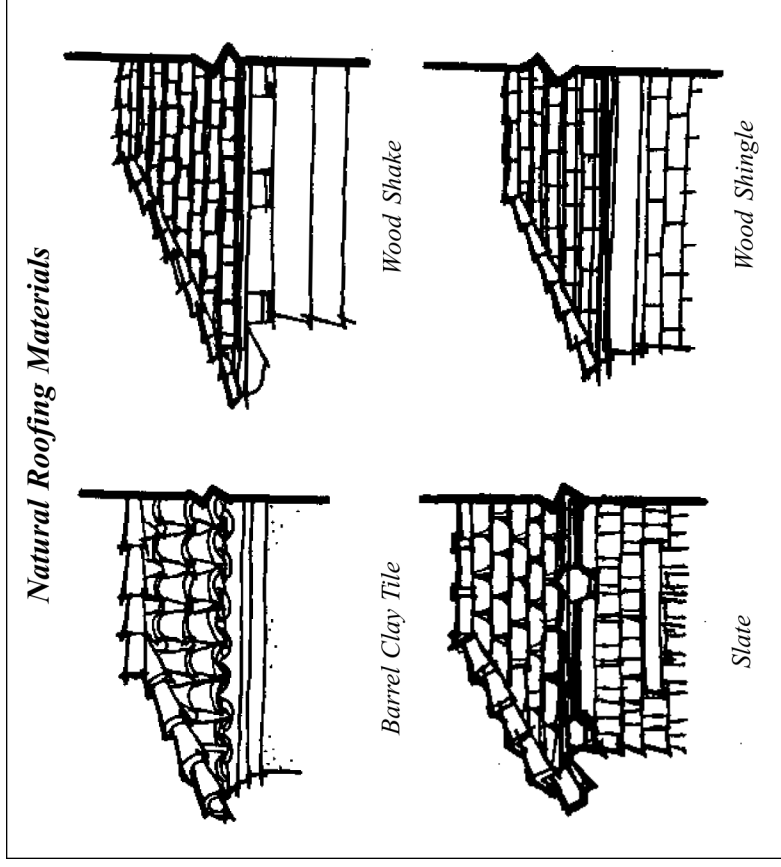 Natural Roofing Materials
Barrel Clay Tile
Wood Shake
Slate
Wood Shingle